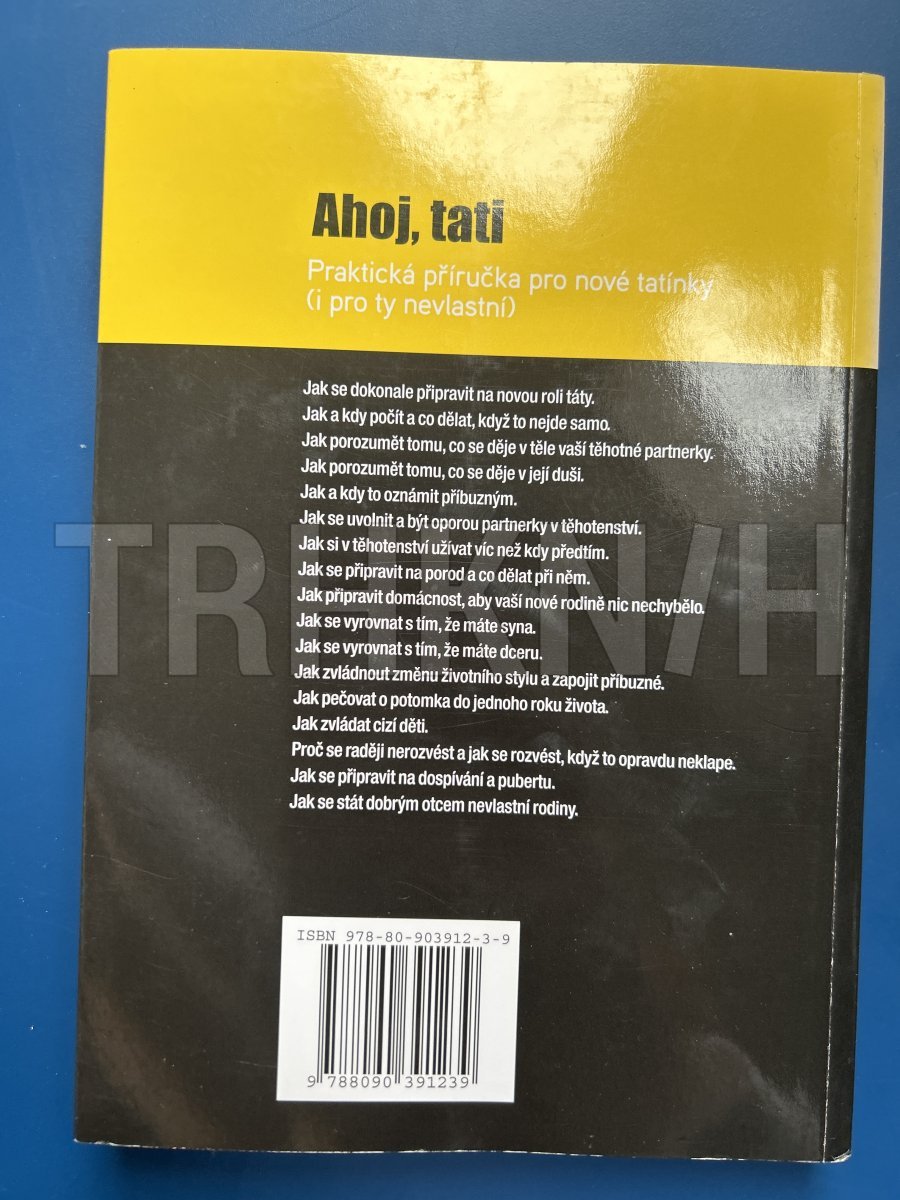 Ahoj, tati
Praktická příručka pro nové tatínky
(i pro ty nevlastní)
Jak se dokonale připravit na novou roli táty.
Jak a kdy počít a co dělat, když to nejde samo.
Jak porozumět tomu, co se děje v těle vaší těhotné partnerky.
Jak porozumět tomu, co se děje v její duši.
Jak a kdy to oznámit příbuzným.
Jak se uvolnit a být oporou partnerky v těhotenství.
Jak si v těhotenství užívat víc než kdy předtím.
Jak se připravit na porod a co dělat při něm.
Jak připravit domácnost, aby vaší nové rodině nic nechybělo.
Jak se vyrovnat s tím, že máte syna.
Jak se vyrovnat s tím, že máte dceru.
Jak zvládnout změnu životního stylu a zapojit příbuzné.
Jak pečovat o potomka do jednoho roku života.
Jak zvládat cizí děti.
Proč se raději nerozvést a jak se rozvést, když to opravdu neklape.
Jak se připravit na dospívání a pubertu.
Jak se stát dobrým otcem nevlastní rodiny.
TRHKN/H
ISBN 978-80-903912-3-9
9 788090 391239